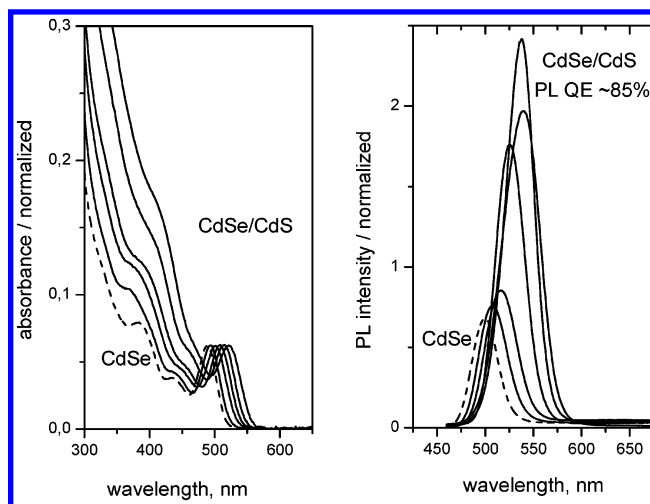 0,3
0,2
0,1
0,0
absorbance / normalized
CdSe/CdS
CdSe
300 400 500 600
wavelength, nm
2
1
0
PL intensity / normalized
CdSe/CdS
PL QE ~85%
CdSe
450 500 550 600 650
wavelength, nm